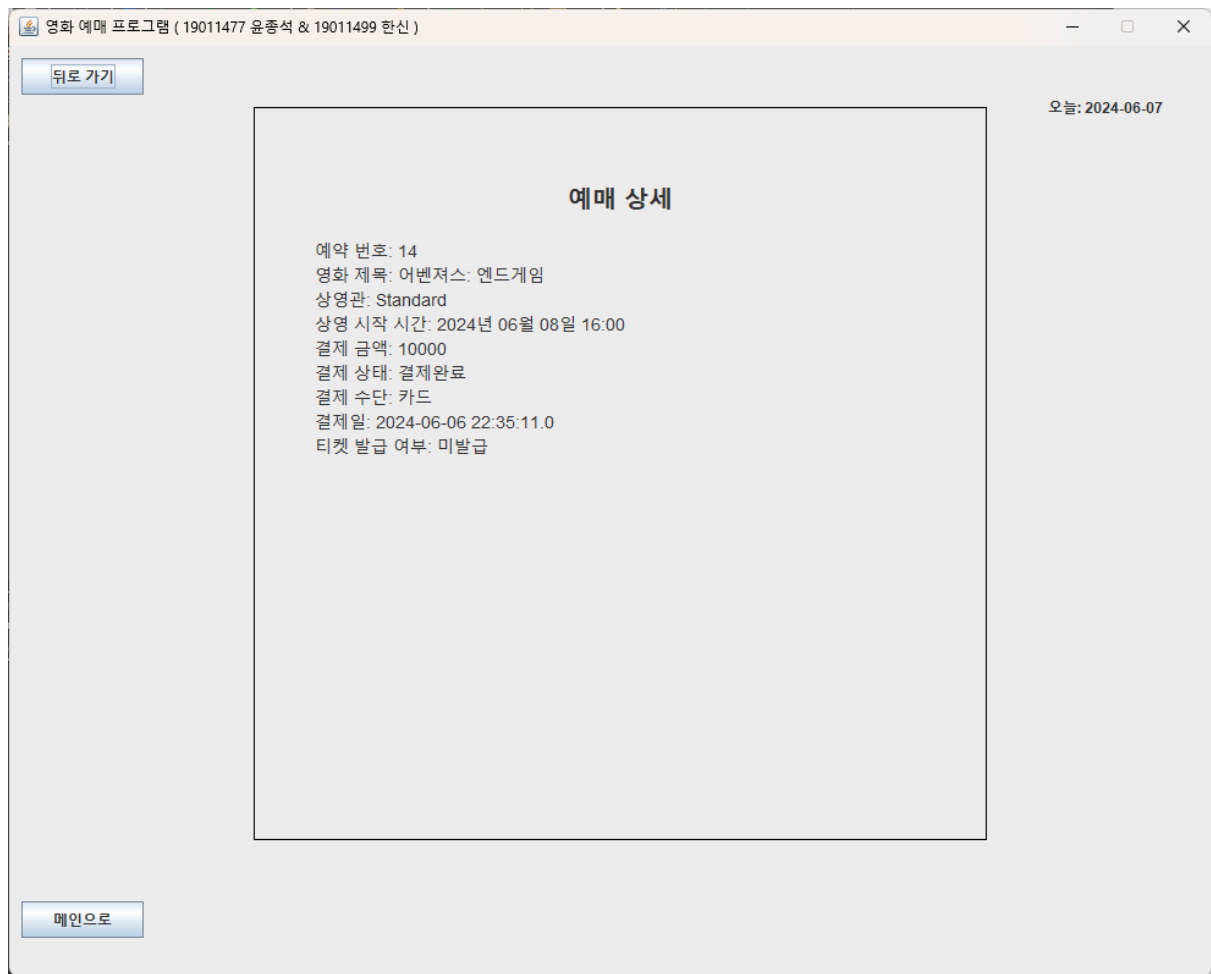 영화 예매 프로그램 ( 19011477 윤종석 & 19011499 한신 )
뒤로 가기
오늘: 2024-06-07
예매 상세
예약 번호: 14
영화 제목: 어벤져스: 엔드게임
상영관: Standard
상영 시작 시간: 2024년 06월 08일 16:00
결제 금액: 10000
결제 상태: 결제완료
결제 수단: 카드
결제일: 2024-06-06 22:35:11.0
티켓 발급 여부: 미발급
메인으로